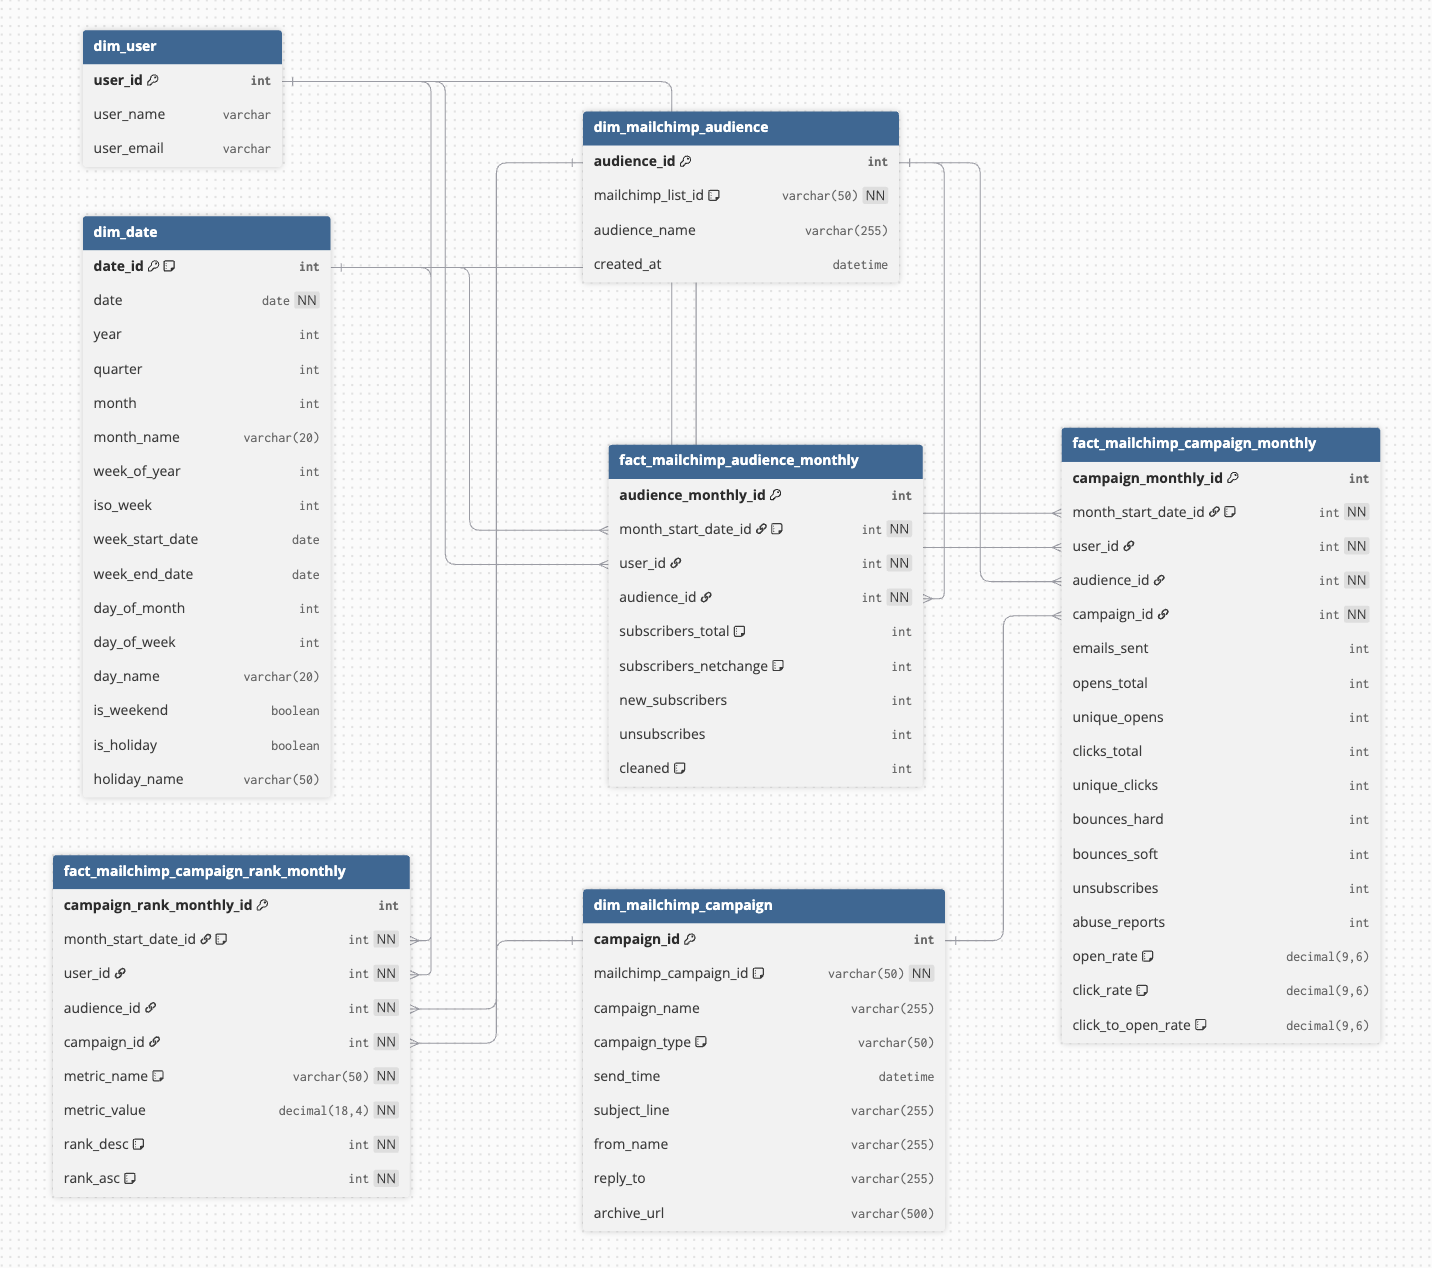 dim_user
user_id int
user_name varchar
user_email varchar
dim_date
date_id int
date date NN
year int
quarter int
month int
month_name varchar(20)
week_of_year int
iso_week int
week_start_date date
week_end_date date
day_of_month int
day_of_week int
day_name varchar(20)
is_weekend boolean
is_holiday boolean
holiday_name varchar(50)
fact_mailchimp_campaign_rank_monthly
campaign_rank_monthly_id int
month_start_date_id int NN
user_id int NN
audience_id int NN
campaign_id int NN
metric_name varchar(50) NN
metric_value decimal(18,4) NN
rank_desc int NN
rank_asc int NN
dim_mailchimp_audience
audience_id int
mailchimp_list_id varchar(50) NN
audience_name varchar(255)
created_at datetime
fact_mailchimp_audience_monthly
audience_monthly_id int
month_start_date_id int NN
user_id int NN
audience_id int NN
subscribers_total int
subscribers_netchange int
new_subscribers int
unsubscribes int
cleaned int
dim_mailchimp_campaign
campaign_id int
mailchimp_campaign_id varchar(50) NN
campaign_name varchar(255)
campaign_type varchar(50)
send_time datetime
subject_line varchar(255)
from_name varchar(255)
reply_to varchar(255)
archive_url varchar(500)
fact_mailchimp_campaign_monthly
campaign_monthly_id int
month_start_date_id int NN
user_id int NN
audience_id int NN
campaign_id int NN
emails_sent int
opens_total int
unique_opens int
clicks_total int
unique_clicks int
bounces_hard int
bounces_soft int
unsubscribes int
abuse_reports int
open_rate decimal(9,6)
click_rate decimal(9,6)
click_to_open_rate decimal(9,6)